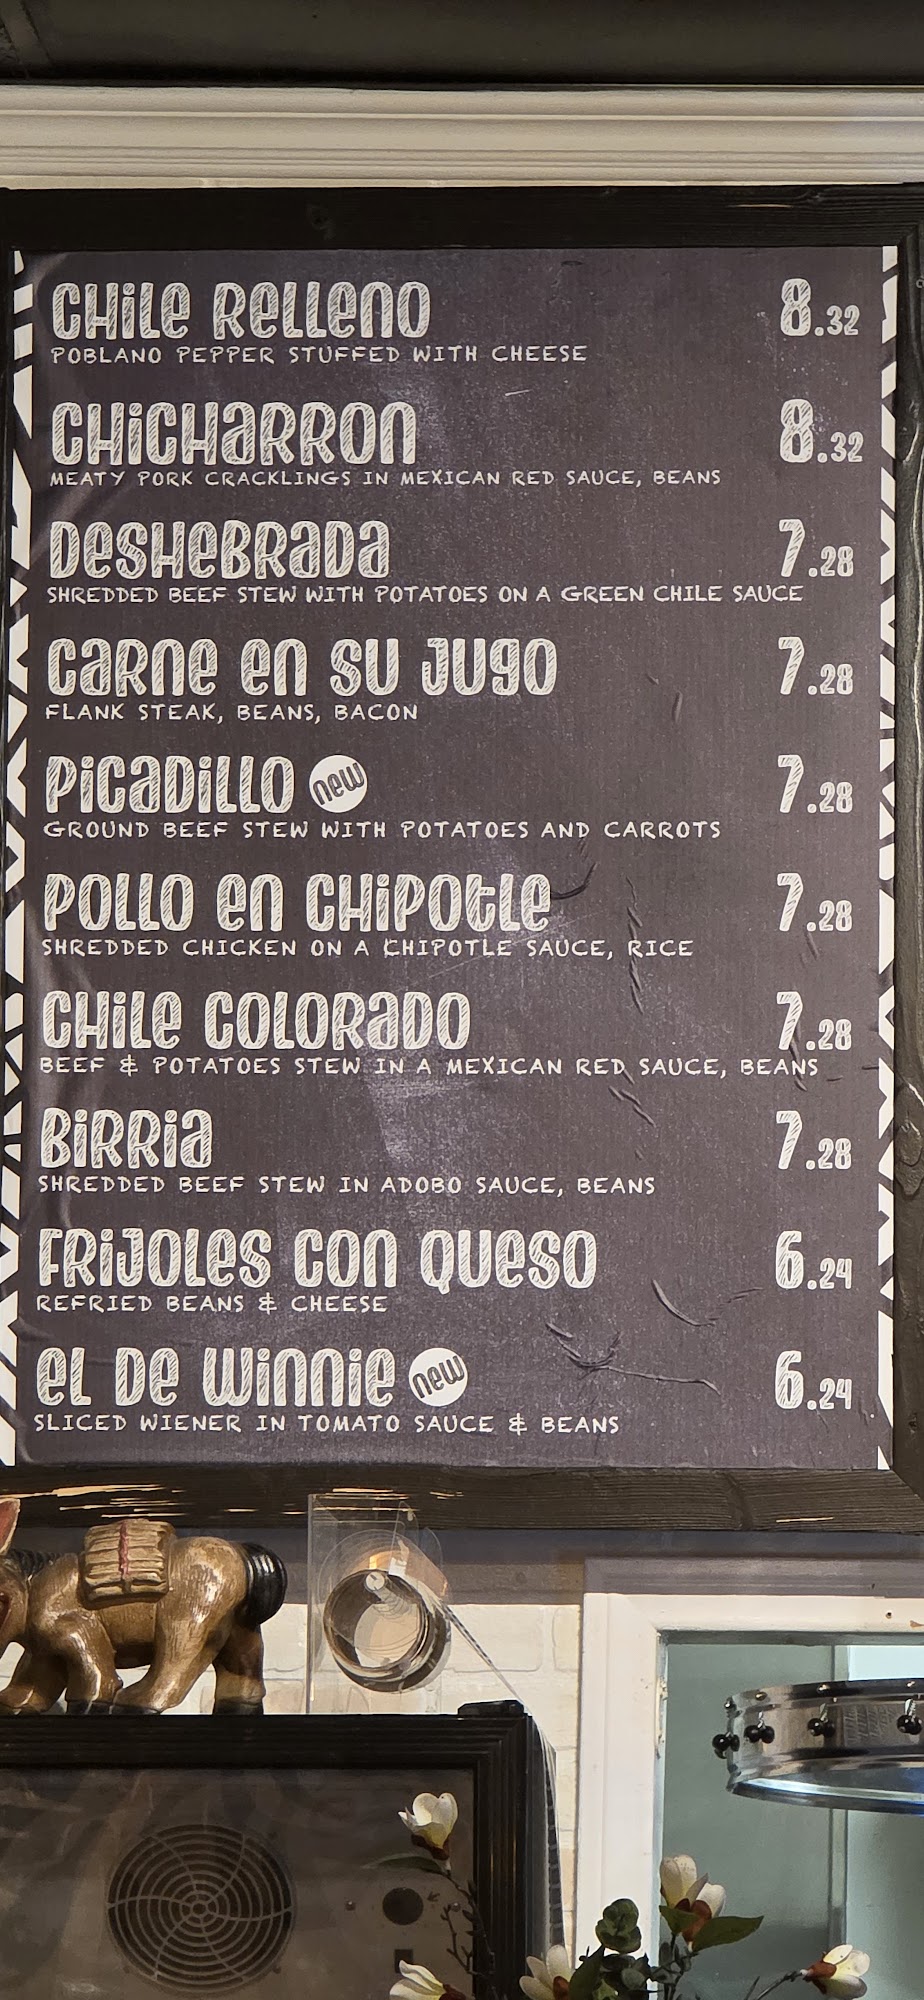 CHiLe ReLLeNO 8.32
POBLANO PEPPER STUFFED WITH CHEESE
CHiCHaRRON 8.32
MEATY PORK CRACKLINGS IN MEXICAN RED SAUCE, BEANS
DeSHeBRaDa 7.28
SHREDDED BEEF STEW WITH POTATOES ON A GREEN CHILE SAUCE
CaRNe eN SU JUGO 7.28
FLANK STEAK, BEANS, BACON
PiCaDiLLO new 7.28
GROUND BEEF STEW WITH POTATOES AND CARROTS
POLLO eN CHiPOtLe 7.28
SHREDDED CHICKEN ON A CHIPOTLE SAUCE, RICE
CHiLe COLORaDO 7.28
BEEF & POTATOES STEW IN A MEXICAN RED SAUCE, BEANS
BiRRia 7.28
SHREDDED BEEF STEW IN ADOBO SAUCE, BEANS
FRiJOLeS CON QUeSO 6.24
REFRIED BEANS & CHEESE
eL De WiNNie new 6.24
SLICED WIENER IN TOMATO SAUCE & BEANS